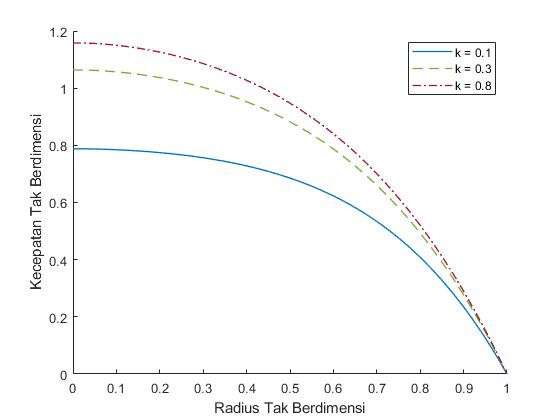 1.2
1
0.8
0.6
0.4
0.2
0
Kecepatan Tak Berdimensi
k = 0.1
k = 0.3
k = 0.8
0 0.1 0.2 0.3 0.4 0.5 0.6 0.7 0.8 0.9 1
Radius Tak Berdimensi